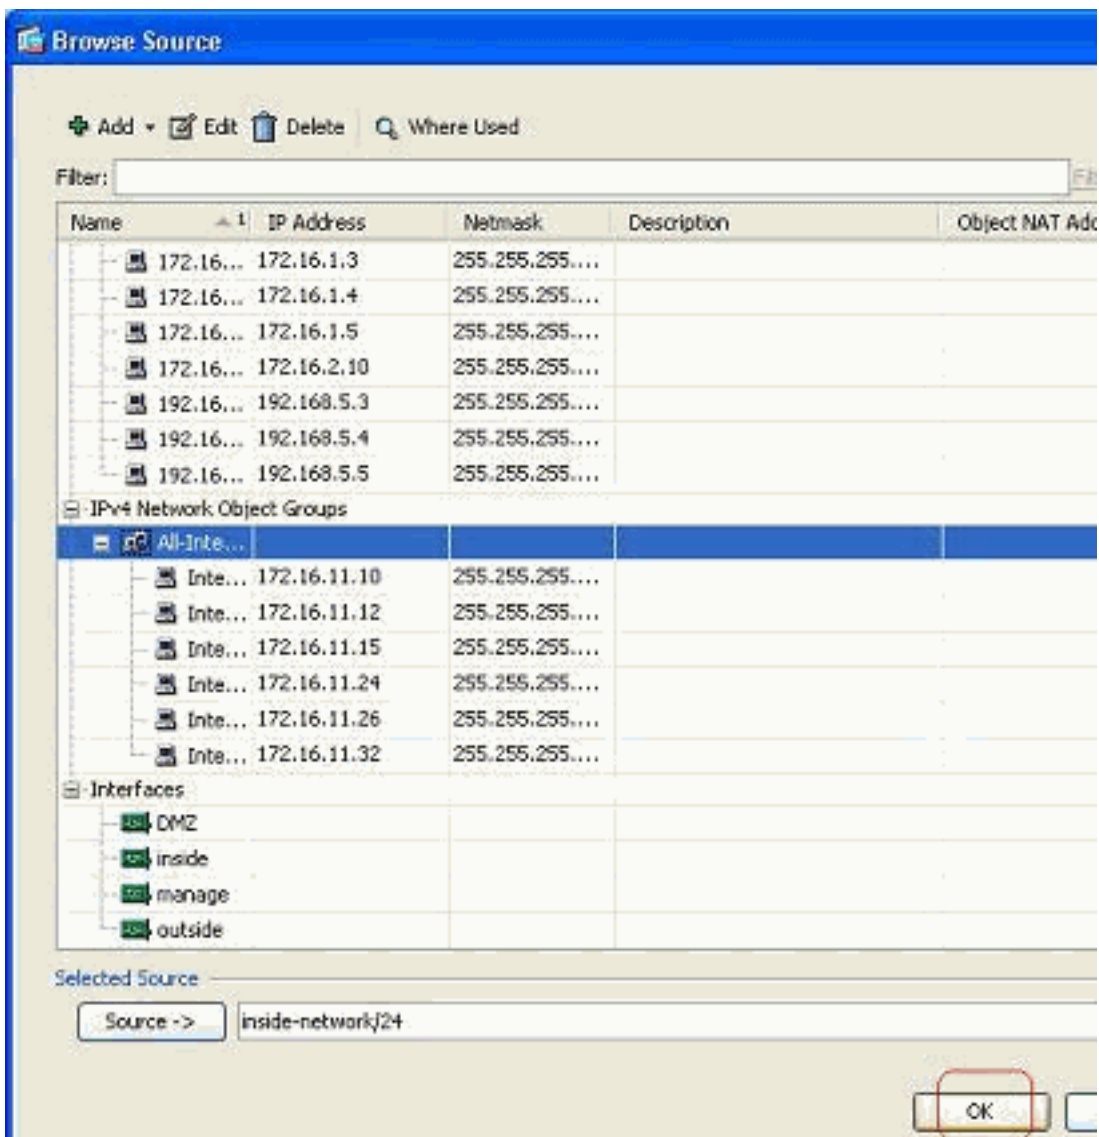 Browse Source
Add Edit Delete Where Used
Filter:
Name 1 IP Address Netmask Description Object NAT Add
172.16... 172.16.1.3 255.255.255....
172.16... 172.16.1.4 255.255.255....
172.16... 172.16.1.5 255.255.255....
172.16... 172.16.2.10 255.255.255....
192.16... 192.168.5.3 255.255.255....
192.16... 192.168.5.4 255.255.255....
192.16... 192.168.5.5 255.255.255....
IPv4 Network Object Groups
All-Inte...
Inte... 172.16.11.10 255.255.255....
Inte... 172.16.11.12 255.255.255....
Inte... 172.16.11.15 255.255.255....
Inte... 172.16.11.24 255.255.255....
Inte... 172.16.11.26 255.255.255....
Inte... 172.16.11.32 255.255.255....
Interfaces
DMZ
inside
manage
outside
Selected Source
Source -> inside-network/24
OK